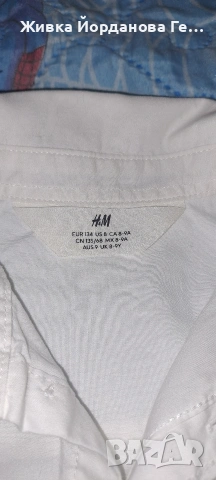 Живка Йорданова Ге...
H&M
EUR 134 US 8 CA 8-9A
CN 135/68 MX 8-9A
AUS 9 UK 8-9Y
BAZAR